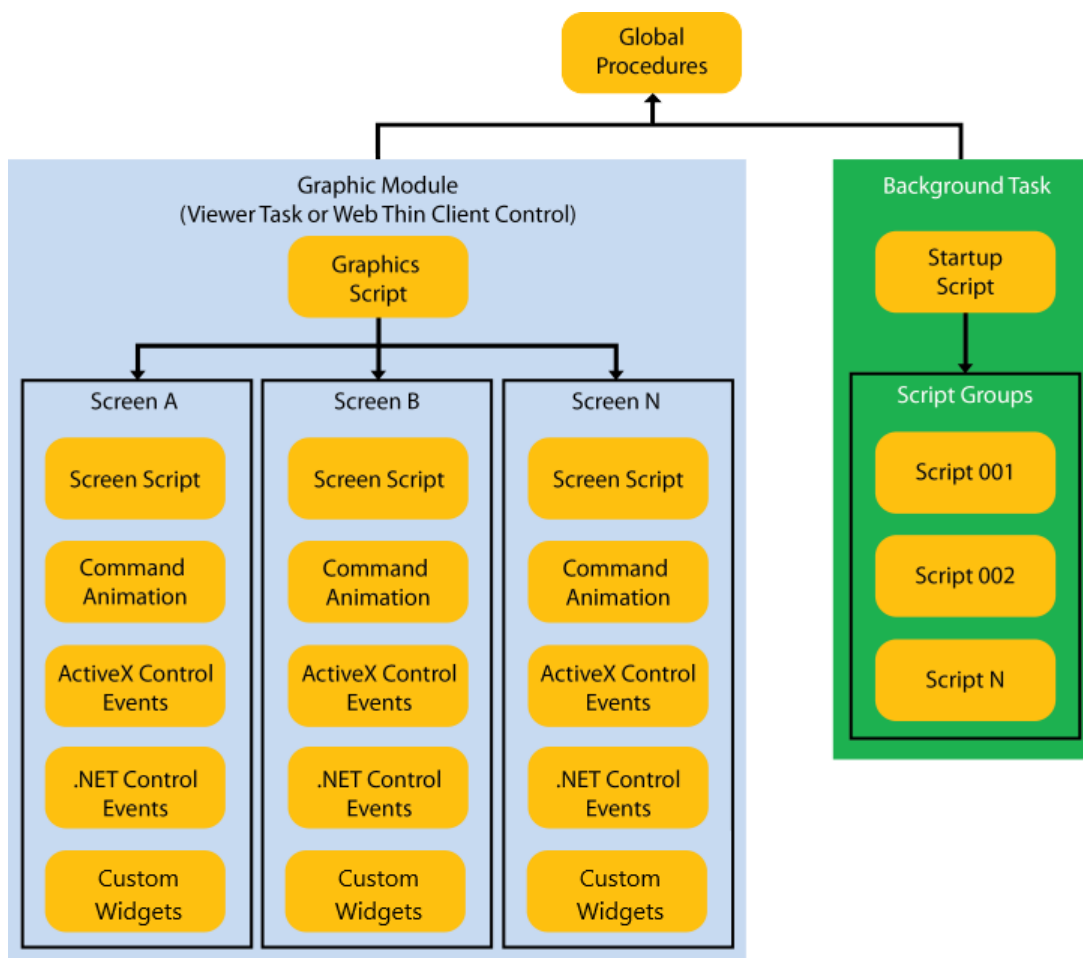 Global
Procedures
Graphic Module
(Viewer Task or Web Thin Client Control)
Graphics
Script
Screen A
Screen Script
Command
Animation
ActiveX Control
Events
.NET Control
Events
Custom
Widgets
Screen B
Screen Script
Command
Animation
ActiveX Control
Events
.NET Control
Events
Custom
Widgets
Screen N
Screen Script
Command
Animation
ActiveX Control
Events
.NET Control
Events
Custom
Widgets
Background Task
Startup
Script
Script Groups
Script 001
Script 002
Script N